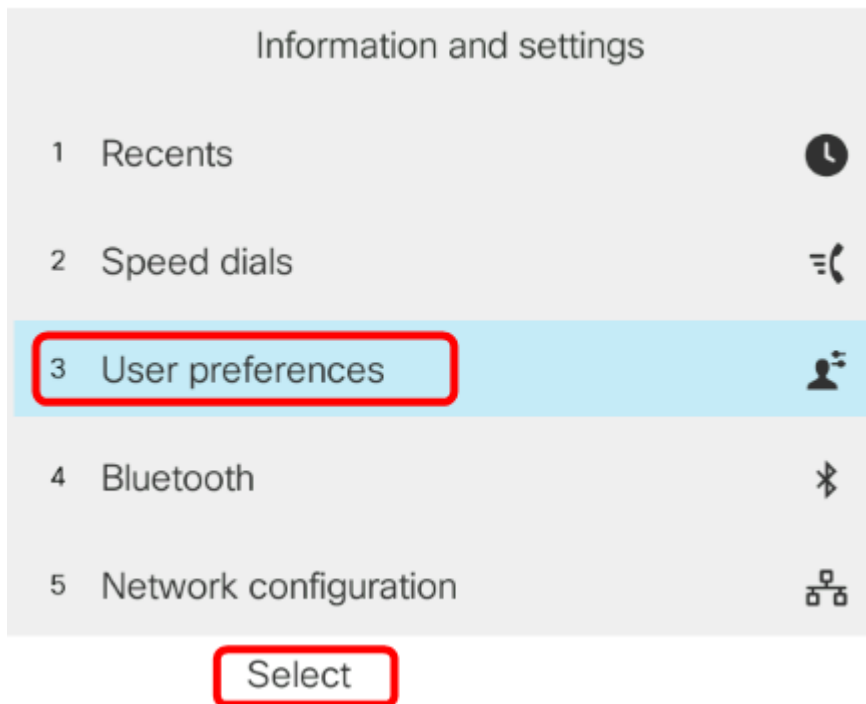 Information and settings
1 Recents
2 Speed dials
3 User preferences
4 Bluetooth
5 Network configuration
Select